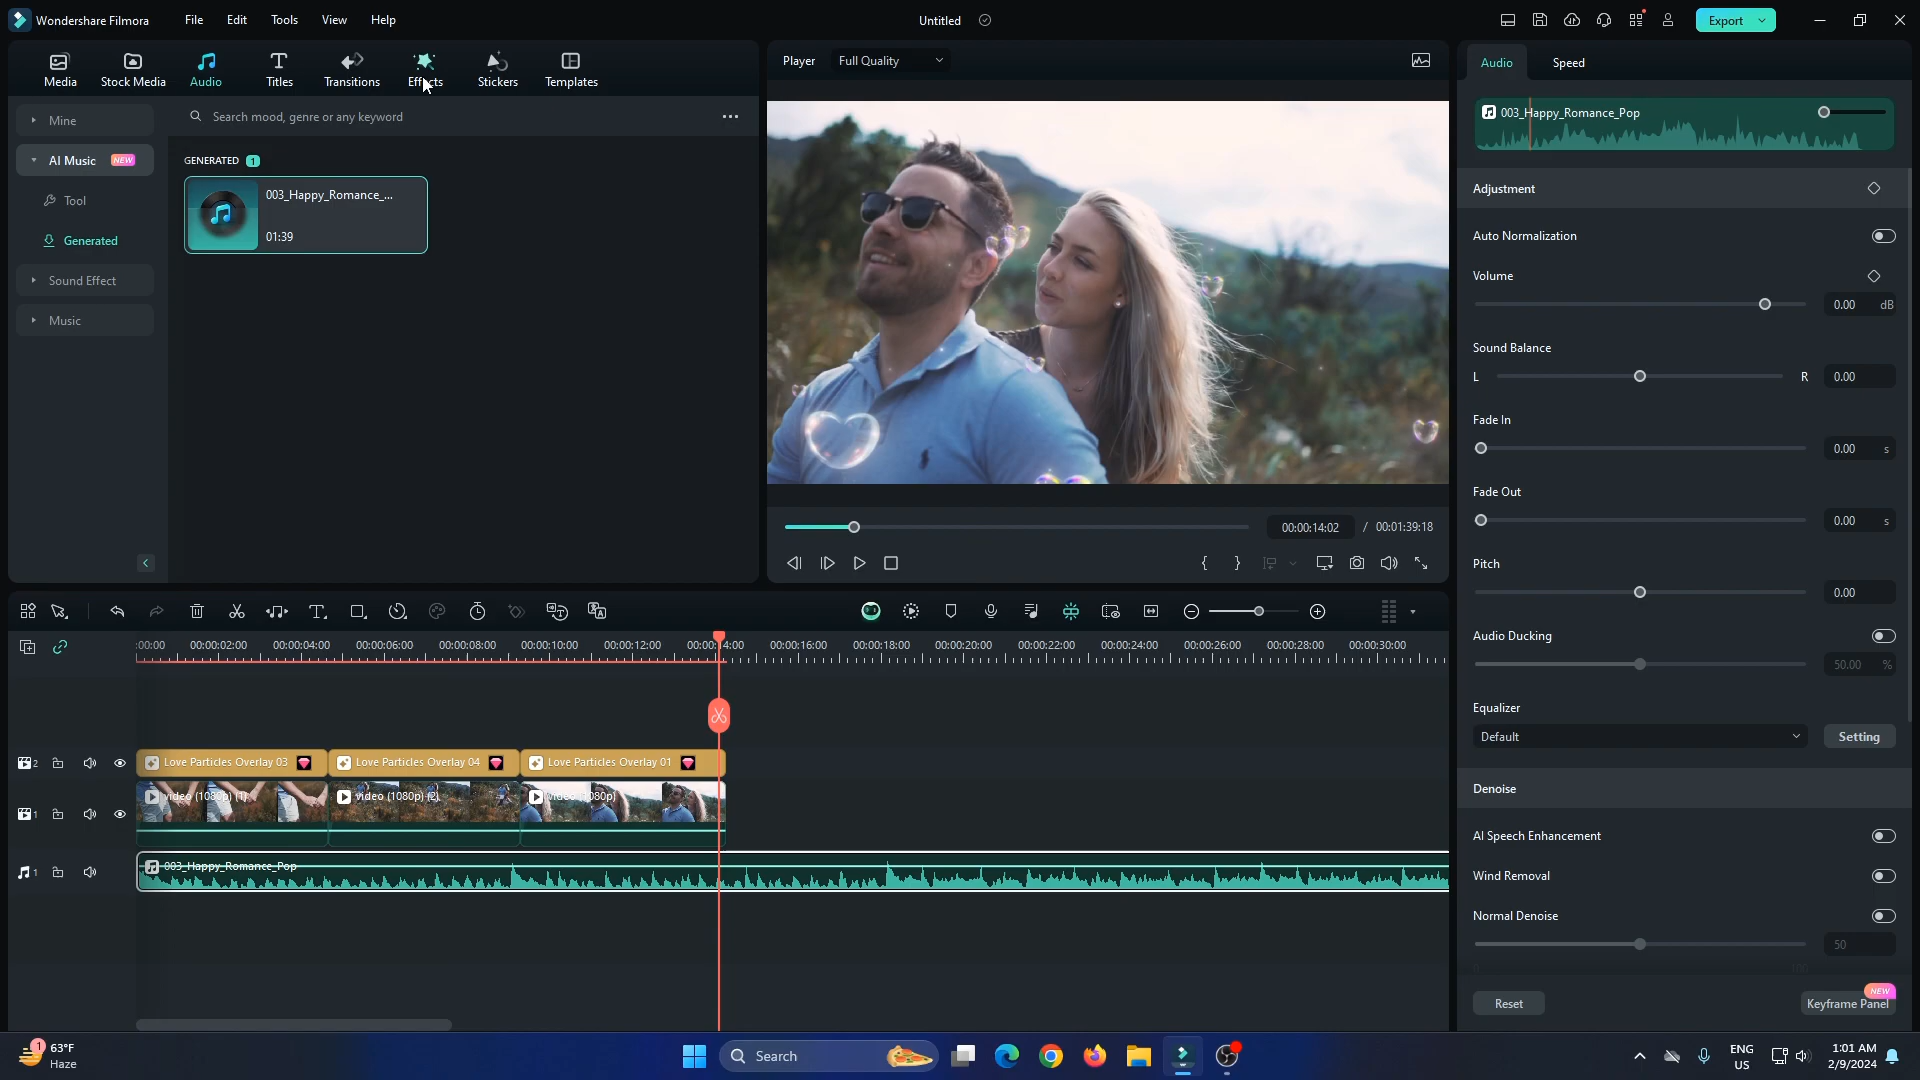 Wondershare Filmora
File
Edit
Tools
View
Help
Untitled
Export
Media
Stock Media
Audio
Titles
Transitions
Effects
Stickers
Templates
Player
Full Quality
Audio
Speed
Mine
Search mood, genre or any keyword
003_Happy_Romance_Pop
AI Music
NEW
GENERATED
1
Tool
003_Happy_Romance_...
Adjustment
Generated
01:39
Auto Normalization
Sound Effect
Volume
0.00 dB
Music
Sound Balance
L
R
0.00
Fade In
0.00 s
Fade Out
0.00 s
00:00:14:02 / 00:01:39:18
Pitch
0.00
Audio Ducking
50.00 %
:00:00
00:00:02:00
00:00:04:00
00:00:06:00
00:00:08:00
00:00:10:00
00:00:12:00
00:00:14:00
00:00:16:00
00:00:18:00
00:00:20:00
00:00:22:00
00:00:24:00
00:00:26:00
00:00:28:00
00:00:30:00
Equalizer
Default
Setting
2
Love Particles Overlay 03
Love Particles Overlay 04
Love Particles Overlay 01
Denoise
1
video (1080p) (1)
video (1080p) (2)
video (1080p)
AI Speech Enhancement
1
003_Happy_Romance_Pop
Wind Removal
Normal Denoise
50
0
100
NEW
Reset
Keyframe Panel
1
63°F
Haze
Search
ENG
US
1:01 AM
2/9/2024